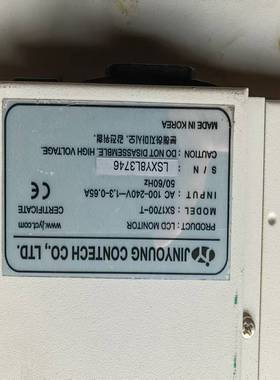 JINYOUNG CONTECH CO., LTD.
www.jyct.com
CERTIFICATE
PRODUCT : LCD MONITOR
MODEL : SX1700-T
INPUT : AC 100-240V~1.3-0.65A
50/60Hz
CE
S / N : LSXY8L3746
CAUTION : DO NOT DISASSEMBLE. HIGH VOLTAGE.
분해하지마시오. 감전위험.
MADE IN KOREA